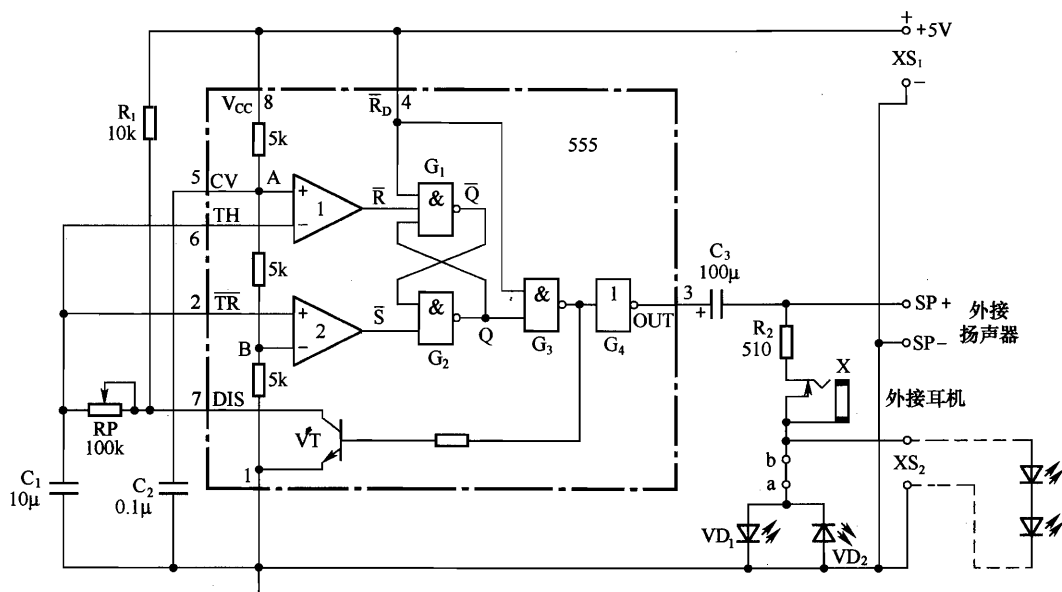 +
+5V
XS₁
−
R₁
10k
V_CC 8
R̅_D 4
5k
555
5 CV A
G₁
+
1
−
R̅
&
Q̅
TH
6
5k
2 T̅R̅
+
2
−
S̅
&
G₂
Q
B
&
G₃
1
G₄
3
OUT
C₃
100μ
+
SP+
SP−
外接
扬声器
R₂
510
X
外接耳机
5k
7 DIS
RP
100k
VT
1
C₁
10μ
C₂
0.1μ
b
a
XS₂
VD₁
VD₂